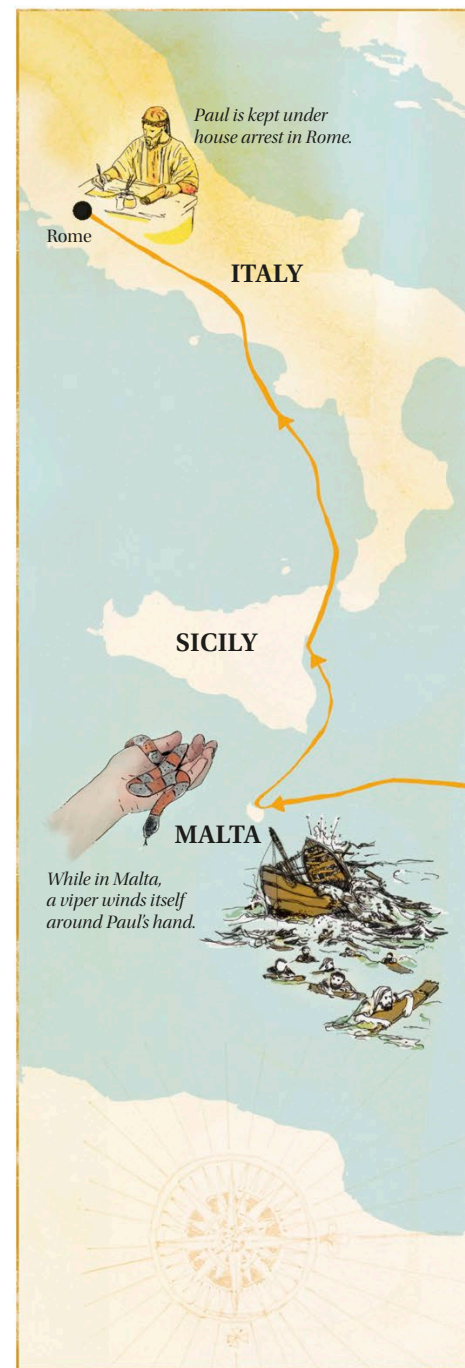 Paul is kept under
house arrest in Rome.
Rome
ITALY
SICILY
MALTA
While in Malta,
a viper winds itself
around Paul's hand.